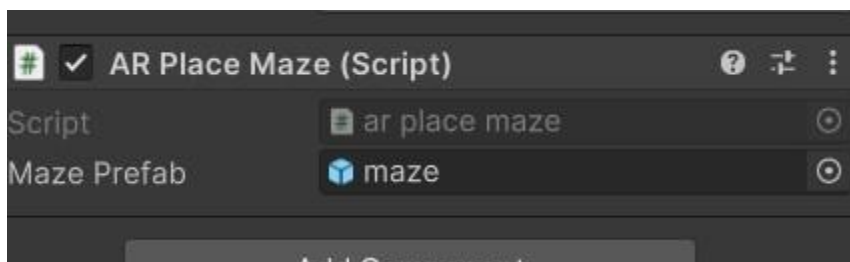 # AR Place Maze (Script)
Script # ar place maze
Maze Prefab maze